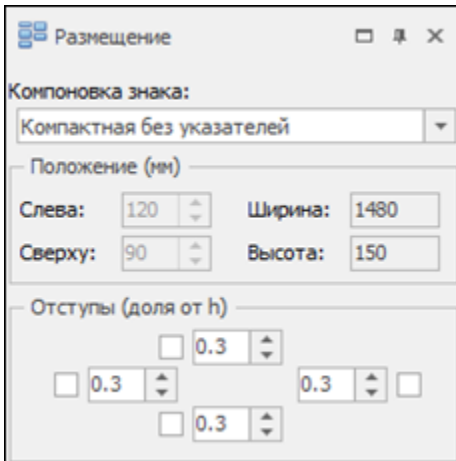 Размещение
Компоновка знака:
Компактная без указателей
Положение (мм)
Слева: 120 Ширина: 1480
Сверху: 90 Высота: 150
Отступы (доля от h)
0.3
0.3 0.3
0.3